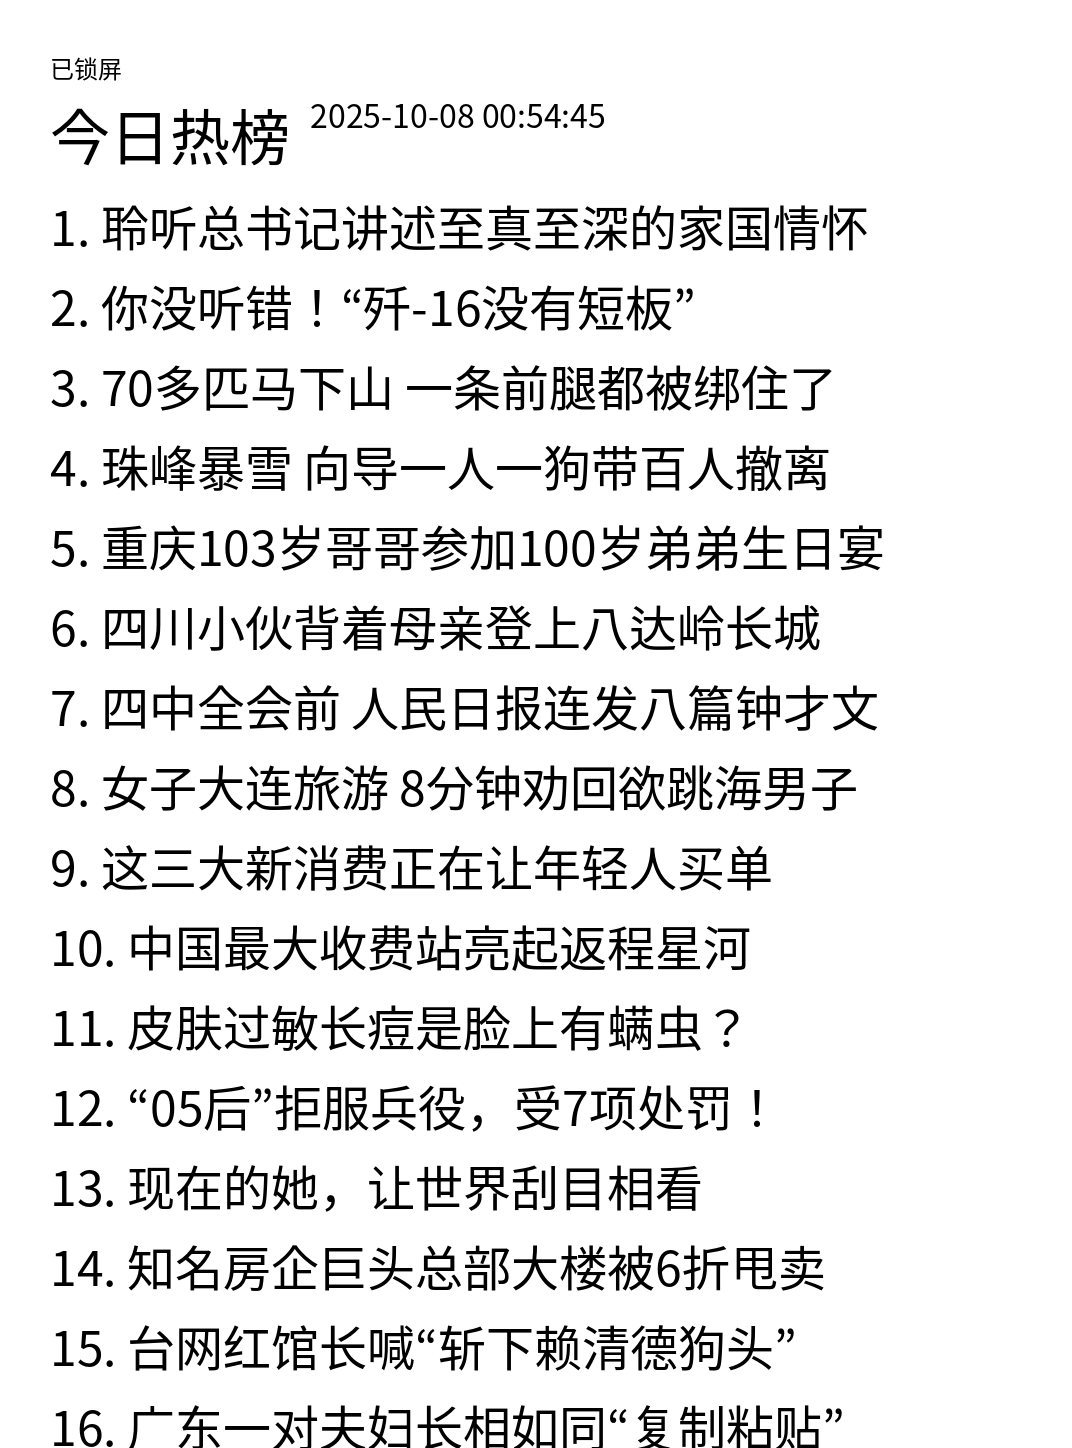 已锁屏
今日热榜 2025-10-08 00:54:45
1. 聆听总书记讲述至真至深的家国情怀
2. 你没听错！“歼-16没有短板”
3. 70多匹马下山 一条前腿都被绑住了
4. 珠峰暴雪 向导一人一狗带百人撤离
5. 重庆103岁哥哥参加100岁弟弟生日宴
6. 四川小伙背着母亲登上八达岭长城
7. 四中全会前 人民日报连发八篇钟才文
8. 女子大连旅游 8分钟劝回欲跳海男子
9. 这三大新消费正在让年轻人买单
10. 中国最大收费站亮起返程星河
11. 皮肤过敏长痘是脸上有螨虫？
12. “05后”拒服兵役，受7项处罚！
13. 现在的她，让世界刮目相看
14. 知名房企巨头总部大楼被6折甩卖
15. 台网红馆长喊“斩下赖清德狗头”
16. 广东一对夫妇长相如同“复制粘贴”